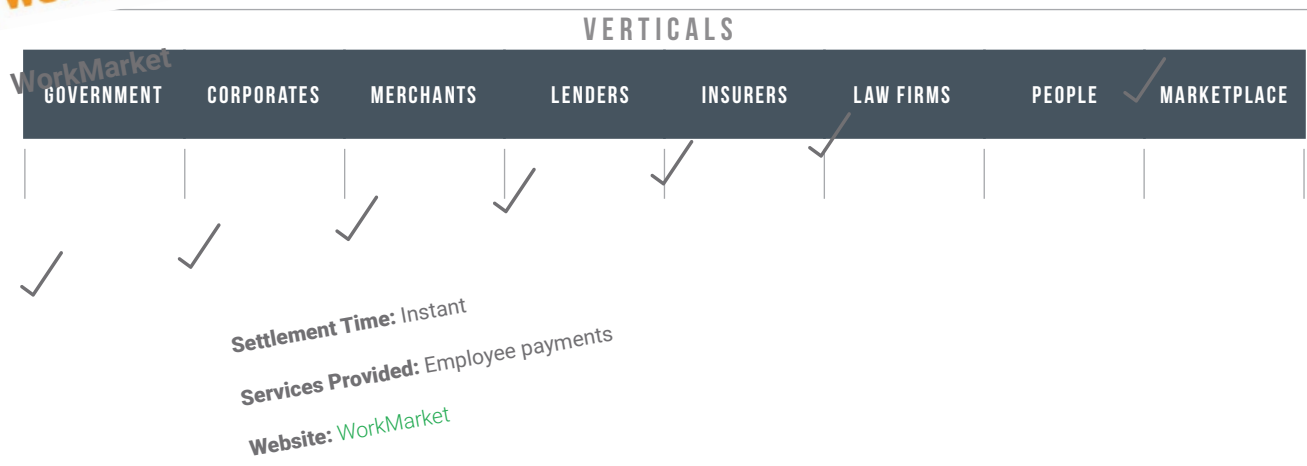 VERTICALS
WorkMarket
GOVERNMENT CORPORATES MERCHANTS LENDERS INSURERS LAW FIRMS PEOPLE MARKETPLACE
Settlement Time: Instant
Services Provided: Employee payments
Website: WorkMarket